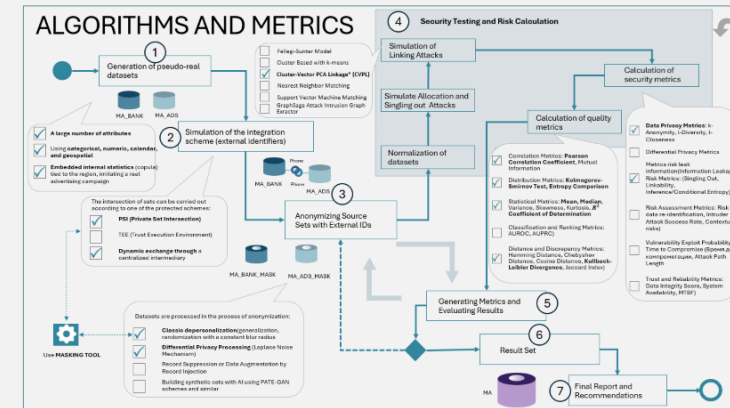 ALGORITHMS AND METRICS
1
Generation of pseudo-real
datasets
MA_BANK
MA_ADS
A large number of attributes
Using categorical, numeric, calendar,
and geospatial
Embedded internal statistics (copula)
tied to the region, imitating a reel
advertising campaign
2
Simulation of the integration
scheme (external identifiers)
Phone
Phone
MA_BANK
MA_ADS
The intersection of sets can be carried out
according to one of the protected schemes:
PSI (Private Set Intersection)
TEE (Trust Execution Environment)
Dynamic exchange through a
centralized intermediary
3
Anonymizing Source
Sets with External IDs
MA_BANK_MASK
MA_ADS_MASK
Use MASKING TOOL
Datasets are processed in the process of anonymization:
Classic depersonalization(generalization,
randomization with a constant blur radius
Differential Privacy Processing (Laplace Noise
Mechanism)
Record Suppression or Data Augmentation by
Record Injection
Building synthetic sets with AI using PATE-GAN
schemes and similar
Fellegi-Sunter Model
Cluster Based with k-means
Cluster-Vector PCA Linkage* [CVPL]
Nearest Neighbor Matching
Support Vector Machine Matching
GraphSage Attack Intrusion Graph
Exractor
4
Security Testing and Risk Calculation
Simulation of
Linking Attacks
Simulate Allocation and
Singling out Attacks
Normalization of
datasets
Calculation of
security metrics
Calculation of quality
metrics
Correlation Metrics: Pearson
Correlation Coefficient, Mutual
Information
Distribution Metrics: Kolmogorov-
Smirnov Test, Entropy Comparison
Statistical Metrics: Mean, Median,
Variance, Skewness, Kurtosis, R²
Coefficient of Determination
Classification and Ranking Metrics:
AUROC, AUPRC)
Distance and Discrepancy Metrics:
Hamming Distance, Chebyshev
Distance, Cosine Distance, Kullback-
Leibler Divergence, Jaccard Index)
Data Privacy Metrics: k-
Anonymity, l-Diversity, t-
Closeness
Differential Privacy Metrics
Metrics risk leak
information(Information Leakag
Risk Metrics: (Singling Out,
Linkability,
Inference/Conditional Entropy)
Risk Assessment Metrics: Risk
data re-identification, Intruder
Attack Success Rate, Contextu
risks)
Vulnerability Exploit Probability,
Time to Compromise (Время до
компрометации, Attack Path
Length
Trust and Reliability Metrics:
Data Integrity Score, System
Availability, MTBF)
Generating Metrics and
Evaluating Results
5
6
Result Set
MA
7
Final Report and
Recommendations